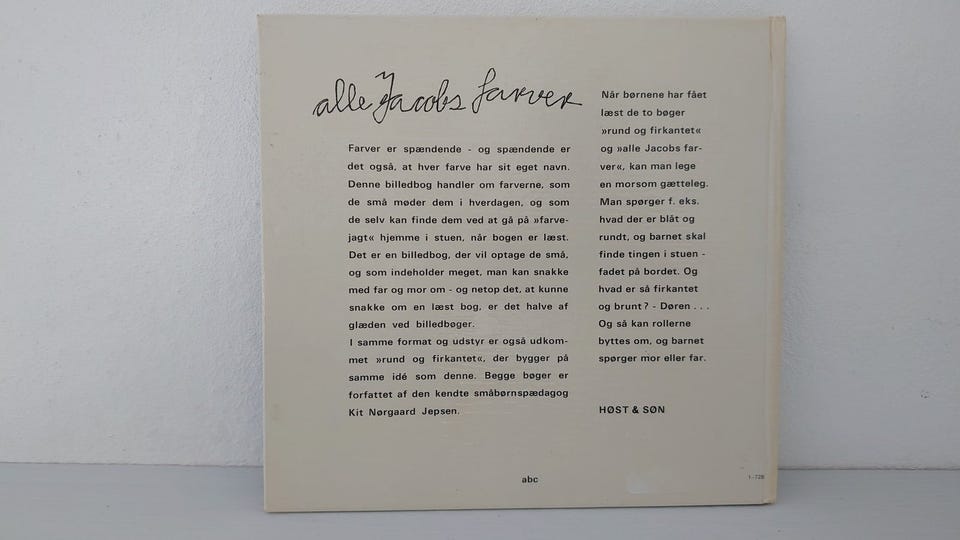 alle Jacobs farver
Farver er spændende - og spændende er
det også, at hver farve har sit eget navn.
Denne billedbog handler om farverne, som
de små møder dem i hverdagen, og som
de selv kan finde dem ved at gå på »farve-
jagt« hjemme i stuen, når bogen er læst.
Det er en billedbog, der vil optage de små,
og som indeholder meget, man kan snakke
med far og mor om - og netop det, at kunne
snakke om en læst bog, er det halve af
glæden ved billedbøger.
I samme format og udstyr er også udkom-
met »rund og firkantet«, der bygger på
samme idé som denne. Begge bøger er
forfattet af den kendte småbørnspædagog
Kit Nørgaard Jepsen.
Når børnene har fået
læst de to bøger
»rund og firkantet«
og »alle Jacobs far-
ver«, kan man lege
en morsom gætteleg.
Man spørger f. eks.
hvad der er blåt og
rundt, og barnet skal
finde tingen i stuen -
fadet på bordet. Og
hvad er så firkantet
og brunt? - Døren . . .
Og så kan rollerne
byttes om, og barnet
spørger mor eller far.
HØST & SØN
abc
1-728